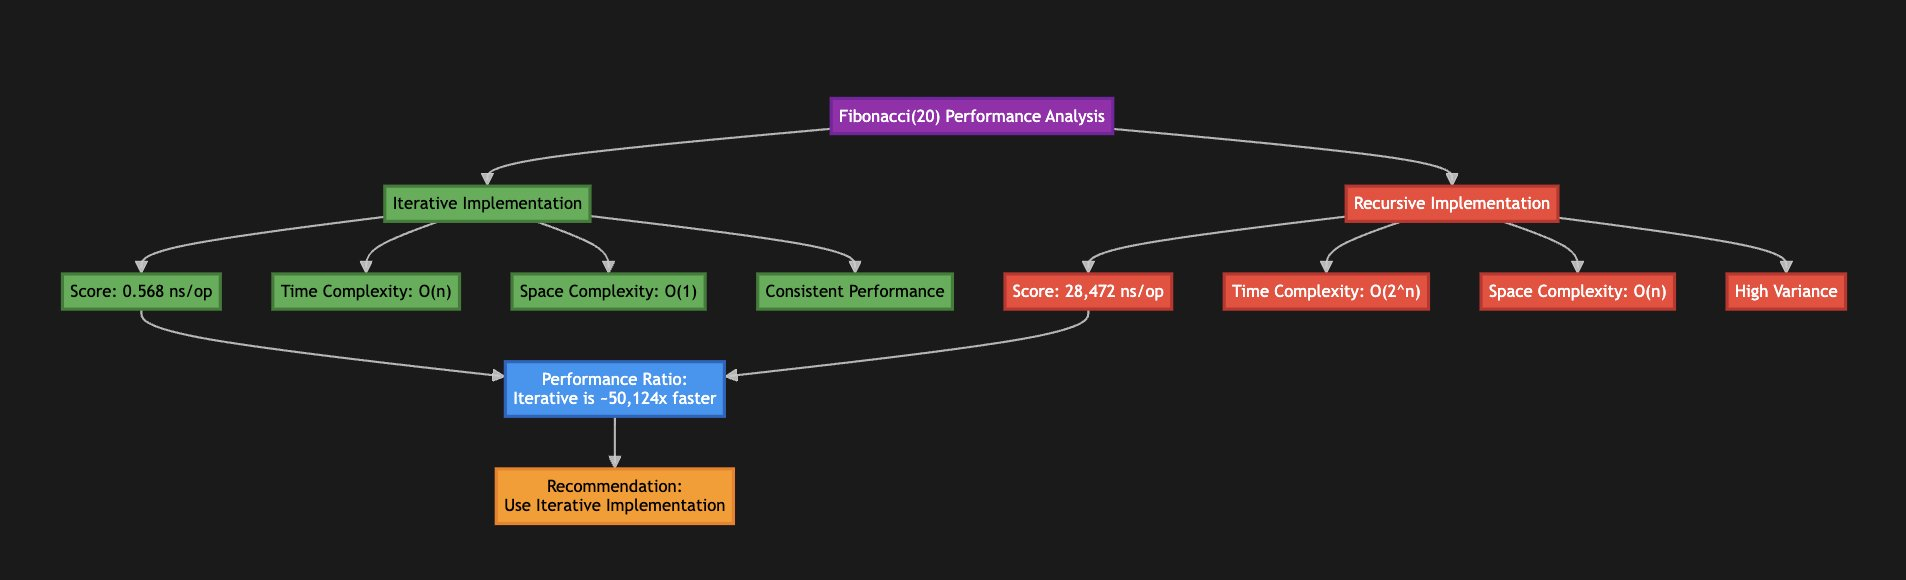 Fibonacci(20) Performance Analysis
Iterative Implementation
Recursive Implementation
Score: 0.568 ns/op
Time Complexity: O(n)
Space Complexity: O(1)
Consistent Performance
Score: 28,472 ns/op
Time Complexity: O(2^n)
Space Complexity: O(n)
High Variance
Performance Ratio:
Iterative is ~50,124x faster
Recommendation:
Use Iterative Implementation